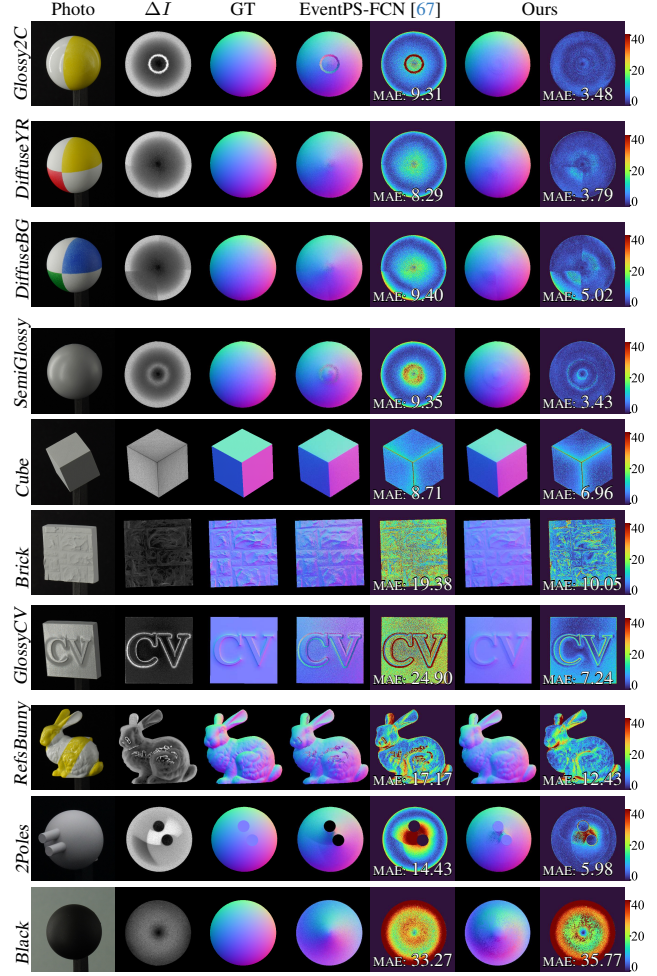 Photo ΔI GT EventPS-FCN [67] Ours
Glossy2C MAE: 9.31 MAE: 3.48 40 20 0
DiffuseYR MAE: 8.29 MAE: 3.79 40 20 0
DiffuseBG MAE: 9.40 MAE: 5.02 40 20 0
SemiGlossy MAE: 9.35 MAE: 3.43 40 20 0
Cube MAE: 8.71 MAE: 6.96 40 20 0
Brick MAE: 19.38 MAE: 10.05 40 20 0
GlossyCV CV CV CV CV CV CV CV MAE: 24.90 MAE: 7.24 40 20 0
RefsBunny MAE: 17.17 MAE: 12.43 40 20 0
2Poles MAE: 14.43 MAE: 5.98 40 20 0
Black MAE: 33.27 MAE: 35.77 40 20 0